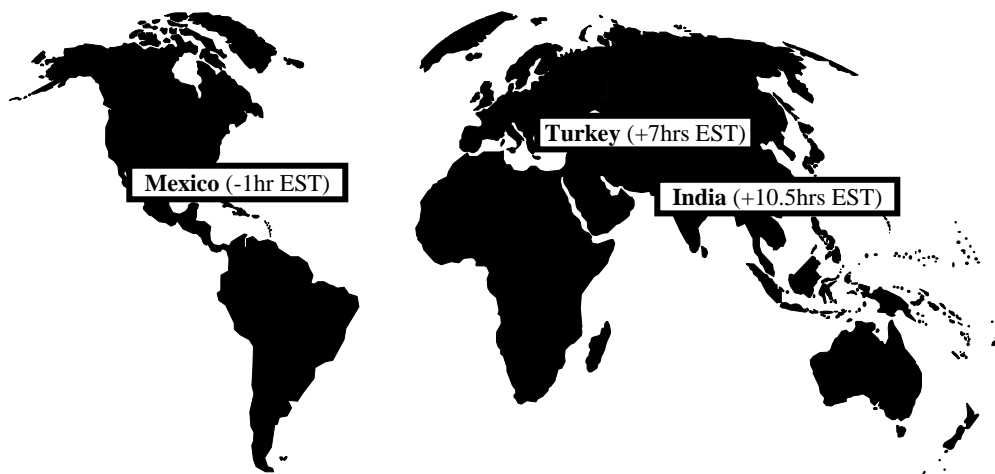 Turkey (+7hrs EST)
Mexico (-1hr EST)
India (+10.5hrs EST)